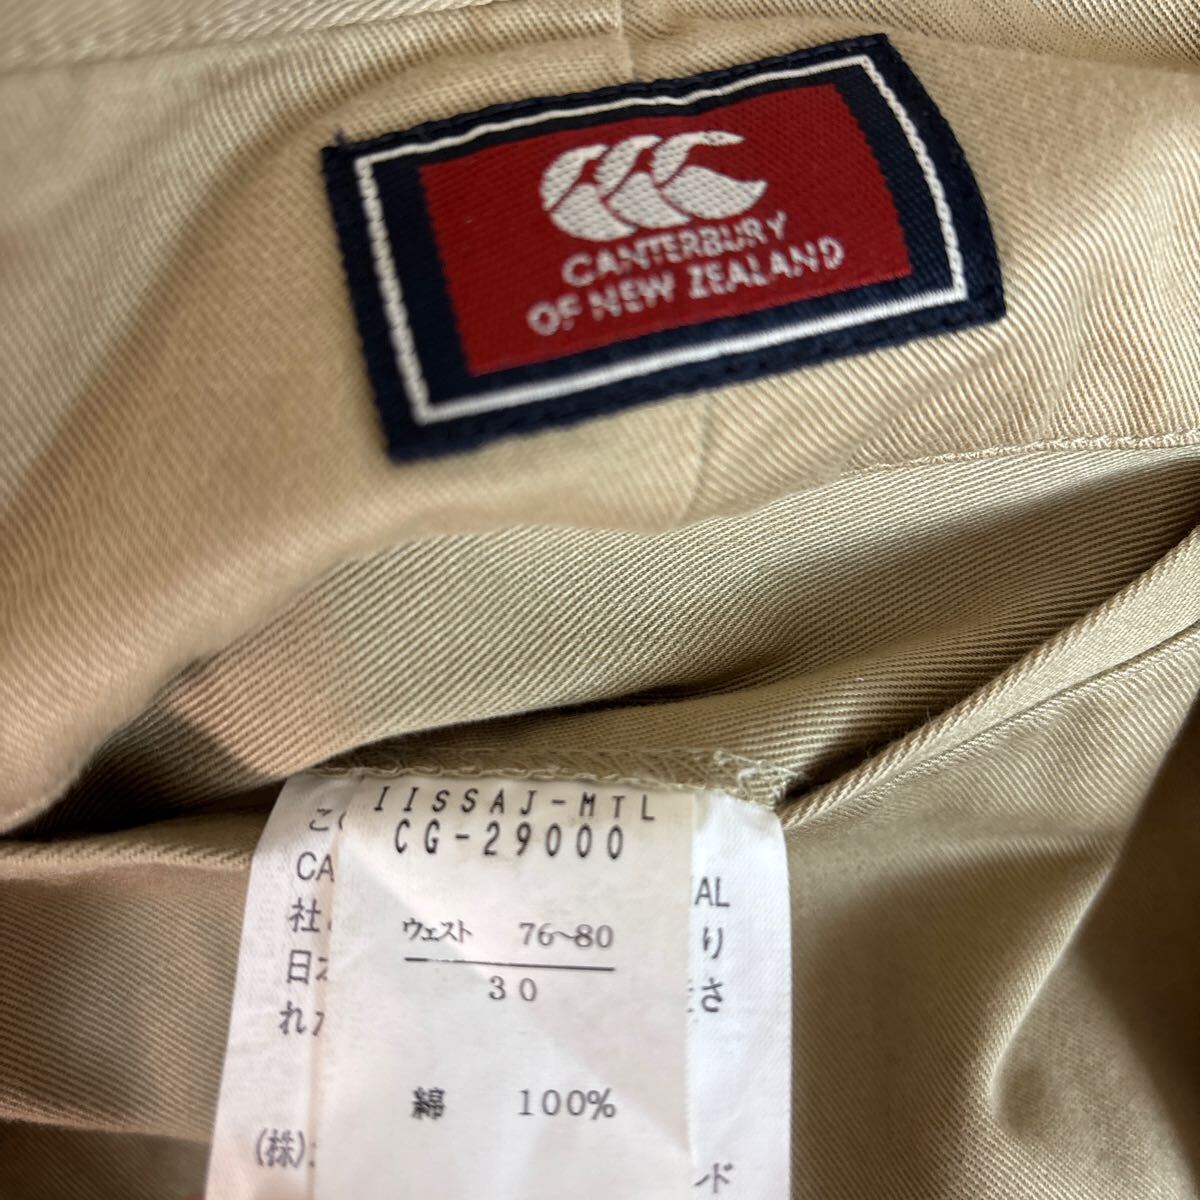 CANTERBURY
OF NEW ZEALAND
IISSAJ-MTL
CG-29000
ウェスト 76~80
30
綿 100%
CA
AL
社
り
日
さ
れ
(株)
ド